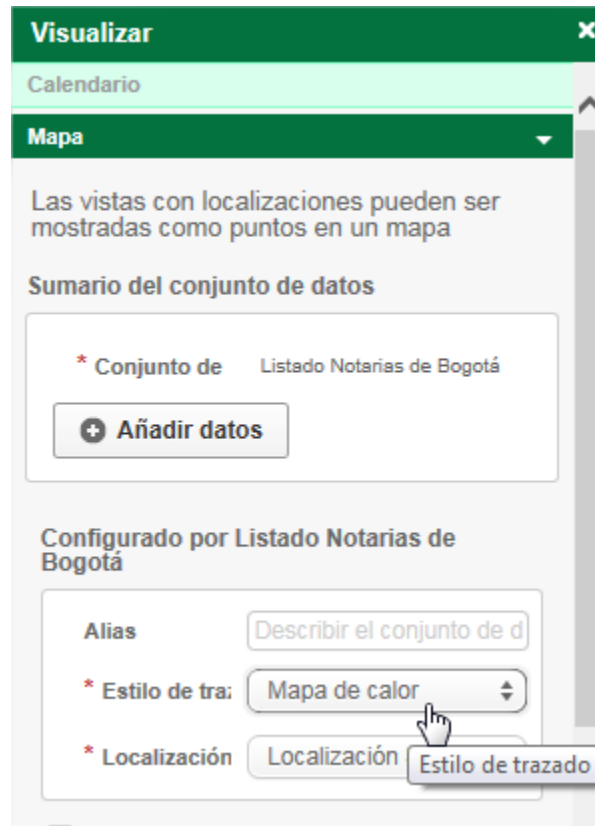 Visualizar
Calendario
Mapa
Las vistas con localizaciones pueden ser
mostradas como puntos en un mapa
Sumario del conjunto de datos
* Conjunto de Listado Notarias de Bogotá
Añadir datos
Configurado por Listado Notarias de
Bogotá
Alias Describir el conjunto de d
* Estilo de traz Mapa de calor
* Localización Localización
Estilo de trazado